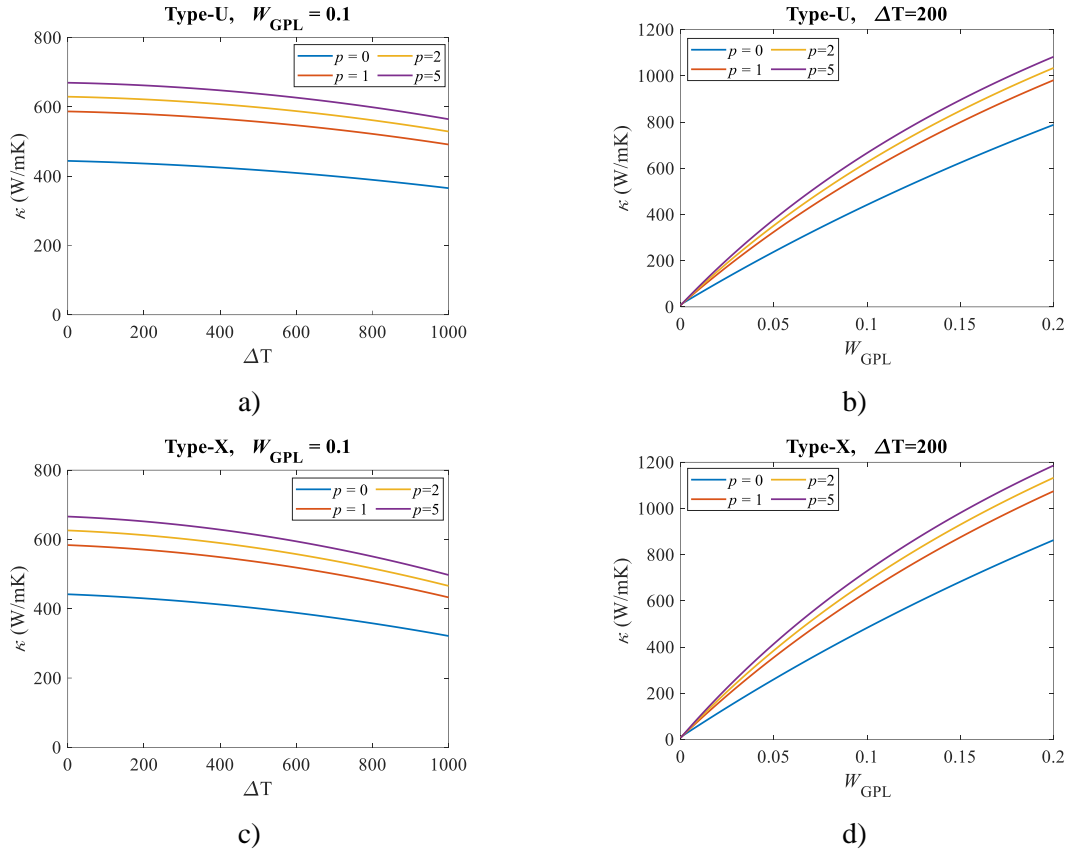 Type-U, W_GPL = 0.1
800
600
400
200
0
κ (W/mK)
0 200 400 600 800 1000
ΔT
p = 0 p=2
p = 1 p=5
a)
Type-U, ΔT=200
1200
1000
800
600
400
200
0
κ (W/mK)
0 0.05 0.1 0.15 0.2
W_GPL
p = 0 p=2
p = 1 p=5
b)
Type-X, W_GPL = 0.1
800
600
400
200
0
κ (W/mK)
0 200 400 600 800 1000
ΔT
p = 0 p=2
p = 1 p=5
c)
Type-X, ΔT=200
1200
1000
800
600
400
200
0
κ (W/mK)
0 0.05 0.1 0.15 0.2
W_GPL
p = 0 p=2
p = 1 p=5
d)